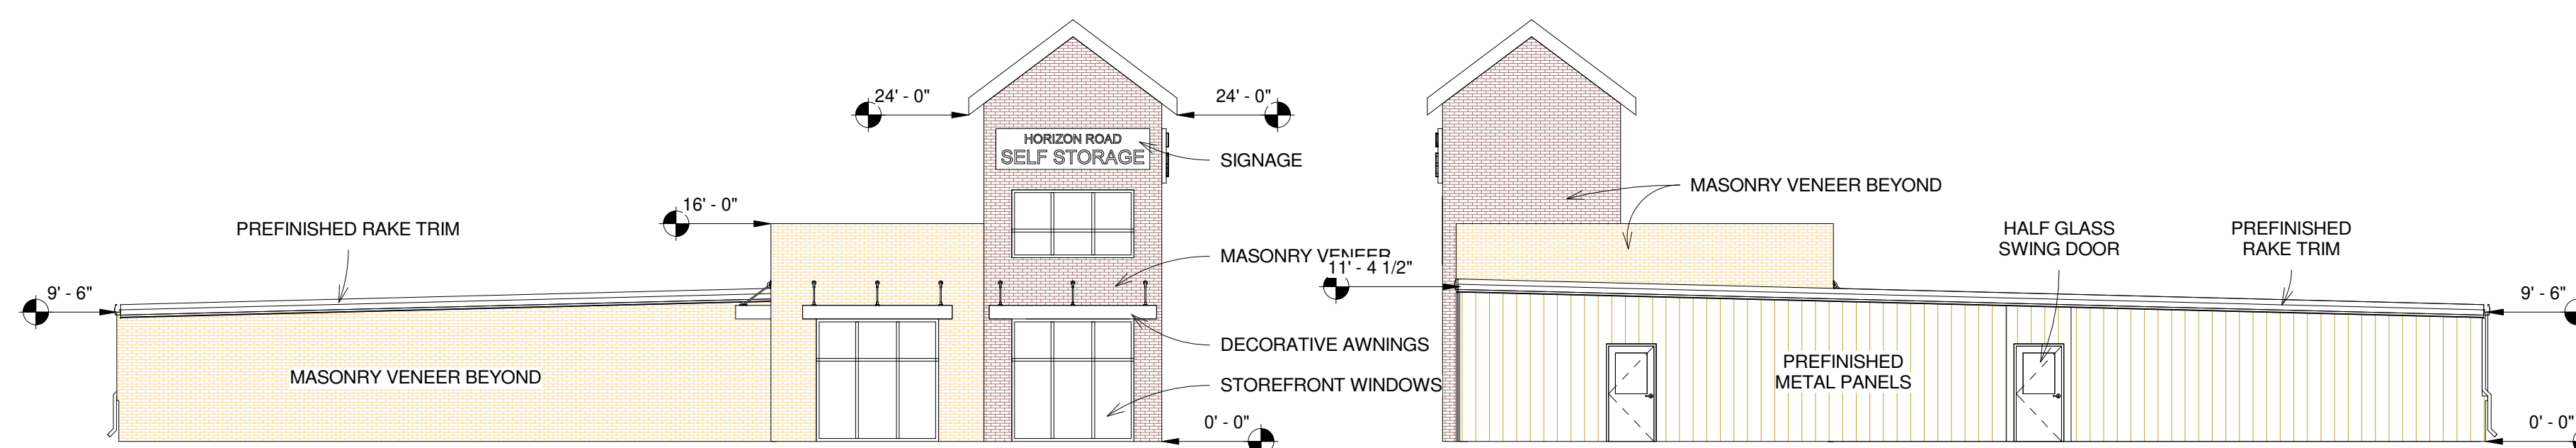 24' - 0"
24' - 0"
HORIZON ROAD
SELF STORAGE
SIGNAGE
16' - 0"
PREFINISHED RAKE TRIM
MASONRY VENEER
9' - 6"
MASONRY VENEER BEYOND
DECORATIVE AWNINGS
STOREFRONT WINDOWS
0' - 0"
MASONRY VENEER BEYOND
HALF GLASS
SWING DOOR
PREFINISHED
RAKE TRIM
11' - 4 1/2"
9' - 6"
PREFINISHED
METAL PANELS
0' - 0"